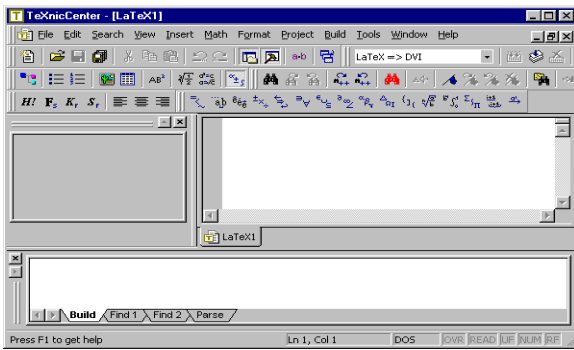 TeXnicCenter - [LaTeX1]
File Edit Search View Insert Math Format Project Build Tools Window Help
LaTeX => DVI
AB²
H! F, K, S,
LaTeX1
Build Find 1 Find 2 Parse
Press F1 to get help Ln 1, Col 1 DOS OVR READ UF NUM RF